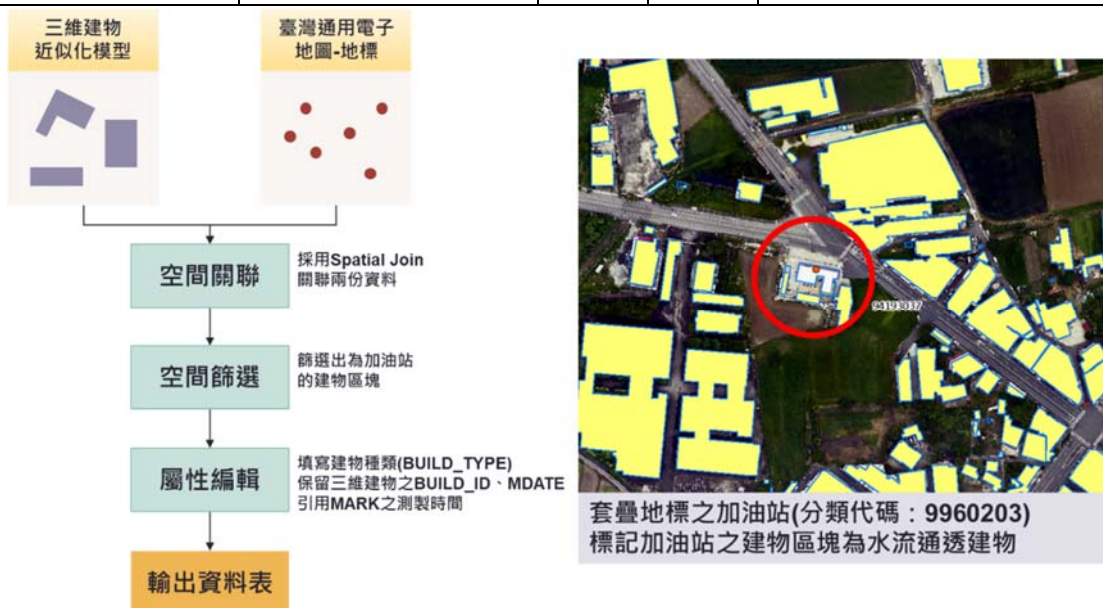 三維建物
近似化模型
臺灣通用電子
地圖-地標
空間關聯
採用Spatial Join
關聯兩份資料
空間篩選
篩選出為加油站
的建物區塊
屬性編輯
填寫建物種類(BUILD_TYPE)
保留三維建物之BUILD_ID、MDATE
引用MARK之測製時間
輸出資料表
94193037
套疊地標之加油站(分類代碼：9960203)
標記加油站之建物區塊為水流通透建物